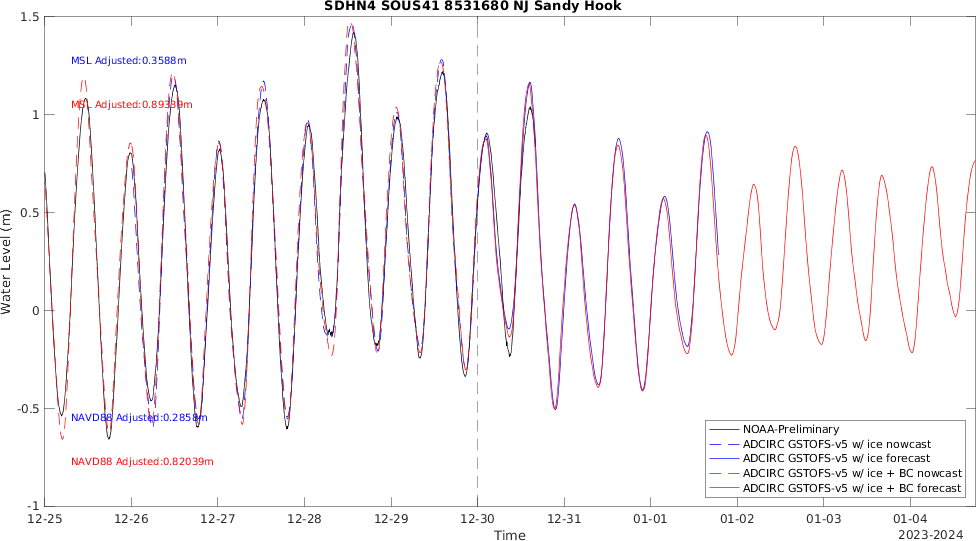 SDHN4 SOUS41 8531680 NJ Sandy Hook
1.5
MSL Adjusted:0.3588m
MSL Adjusted:0.89339m
1
0.5
Water Level (m)
0
-0.5
NAVD88 Adjusted:0.2858m
NAVD88 Adjusted:0.82039m
NOAA-Preliminary
ADCIRC GSTOFS-v5 w/ ice nowcast
ADCIRC GSTOFS-v5 w/ ice forecast
ADCIRC GSTOFS-v5 w/ ice + BC nowcast
ADCIRC GSTOFS-v5 w/ ice + BC forecast
-1
12-25 12-26 12-27 12-28 12-29 12-30 12-31 01-01 01-02 01-03 01-04
Time
2023-2024